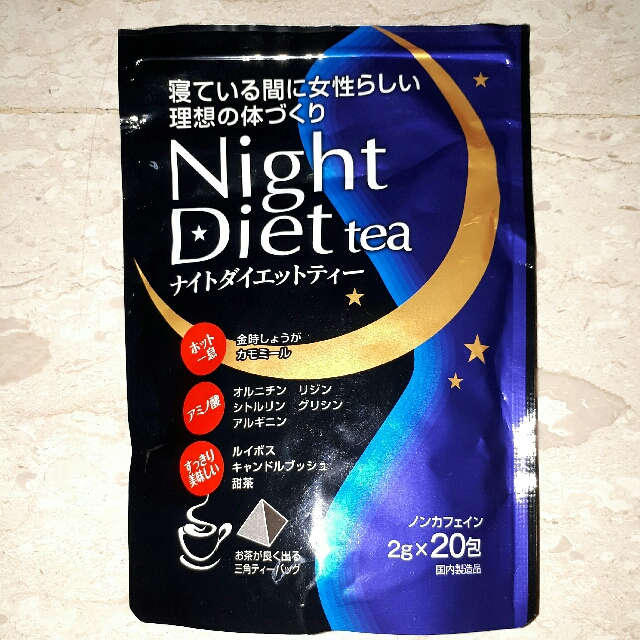 寝ている間に女性らしい
理想の体づくり
Night
Diet tea
ナイトダイエットティー
ホット
一息
金時しょうが
カモミール
アミノ酸
オルニチン リジン
シトルリン グリシン
アルギニン
すっきり
美味しい
ルイボス
キャンドルブッシュ
甜茶
お茶が良く出る
三角ティーバッグ
ノンカフェイン
2g×20包
国内製造品